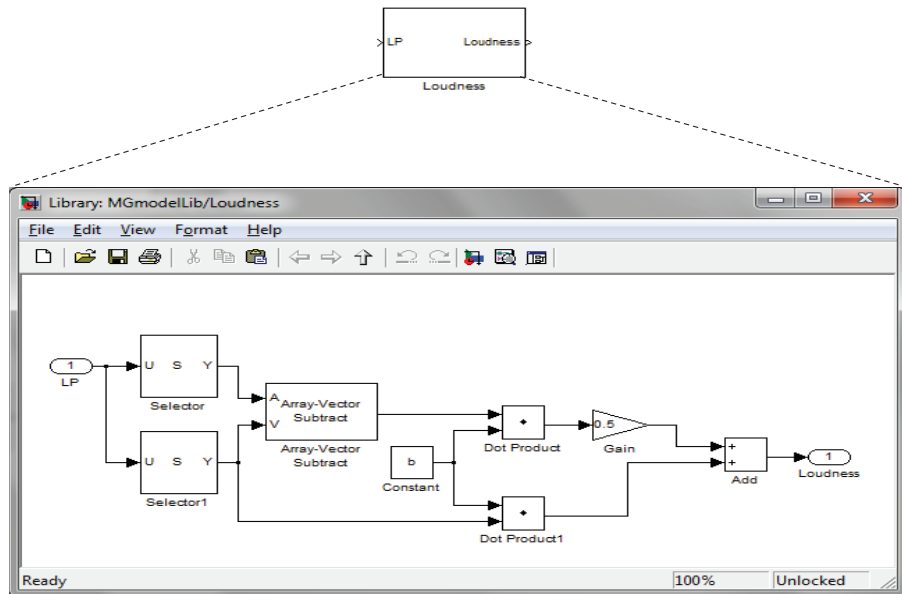 LP Loudness
Loudness
Library: MGmodelLib/Loudness
File Edit View Format Help
1
LP
U S Y
Selector
U S Y
Selector1
A
V
Array-Vector
Subtract
Array-Vector
Subtract
b
Constant
Dot Product
Dot Product1
0.5
Gain
+
+
Add
1
Loudness
Ready 100% Unlocked